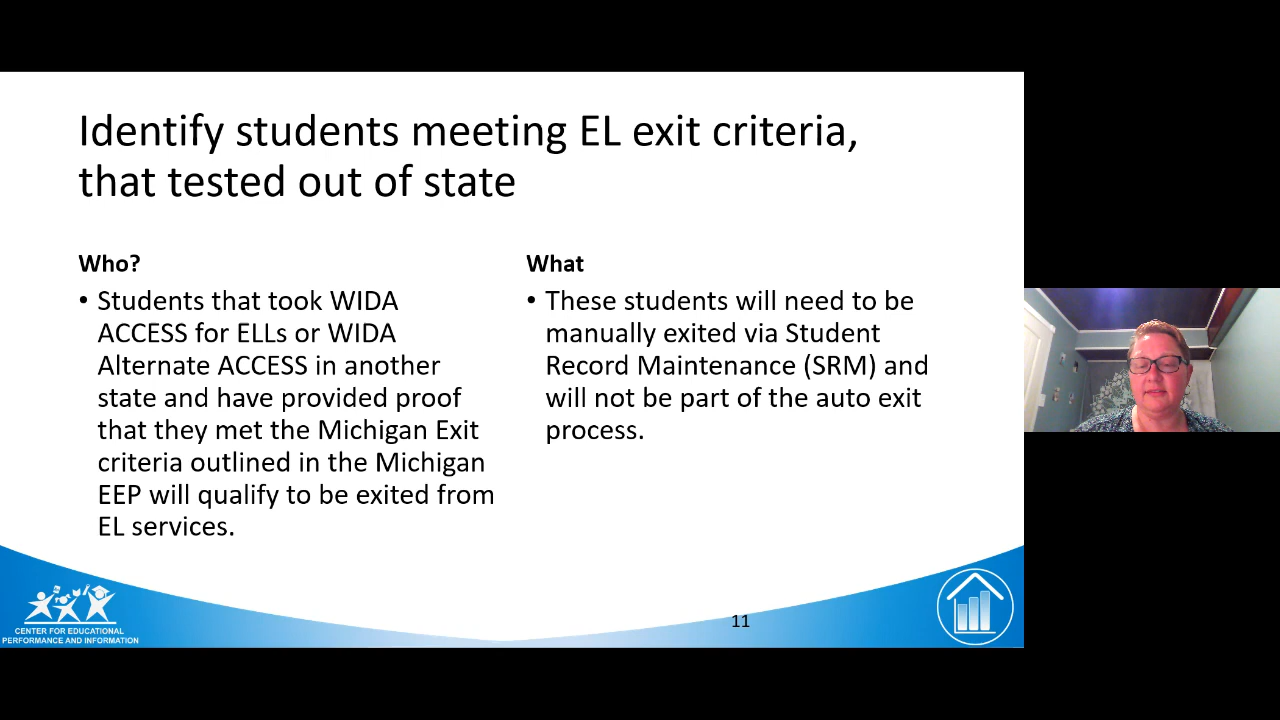 Identify students meeting EL exit criteria,
that tested out of state
Who?
• Students that took WIDA
ACCESS for ELLs or WIDA
Alternate ACCESS in another
state and have provided proof
that they met the Michigan Exit
criteria outlined in the Michigan
EEP will qualify to be exited from
EL services.
What
• These students will need to be
manually exited via Student
Record Maintenance (SRM) and
will not be part of the auto exit
process.
CENTER FOR EDUCATIONAL
PERFORMANCE AND INFORMATION
11